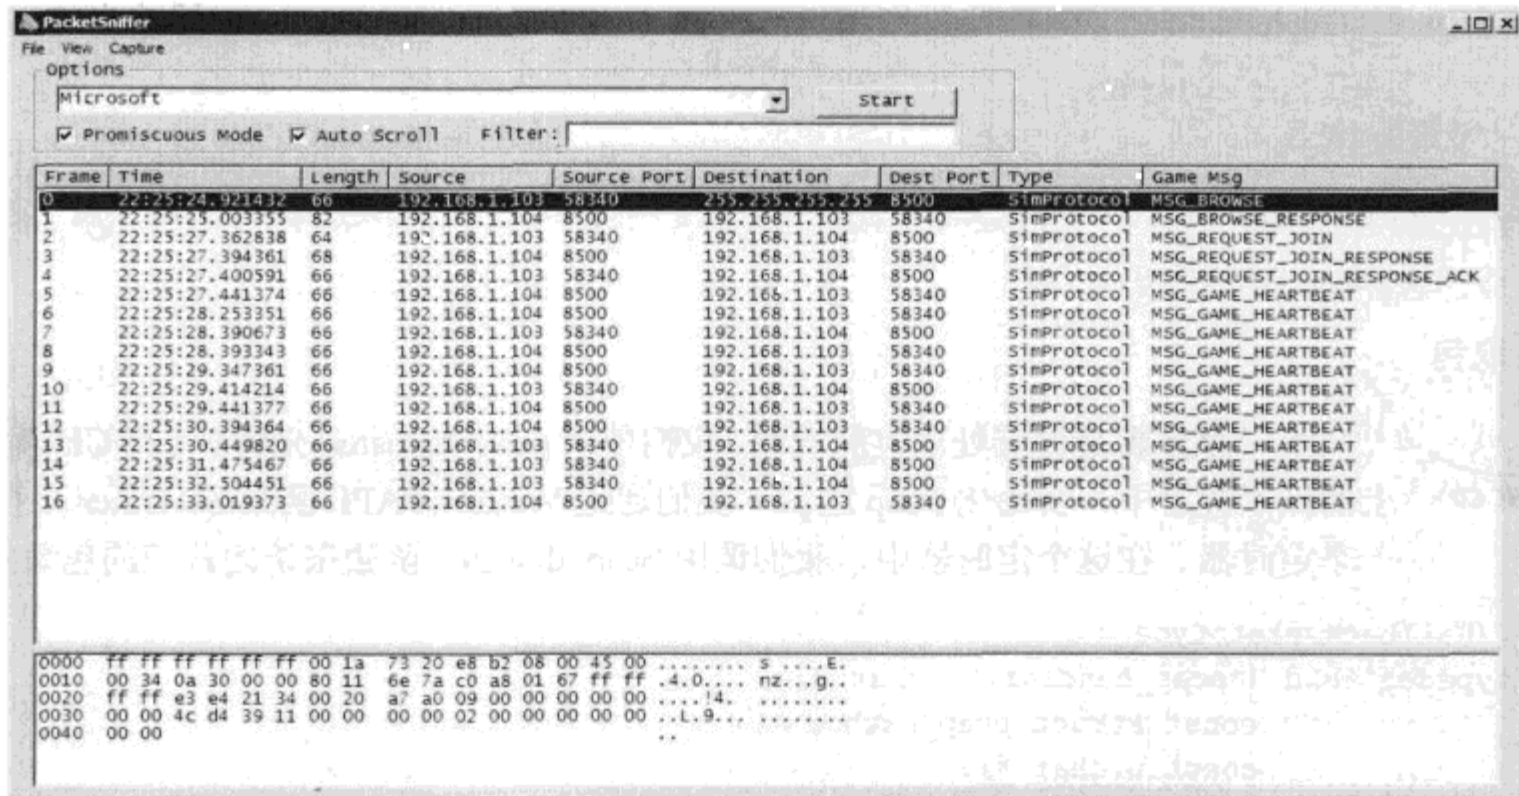 PacketSniffer
File View Capture
Options
Microsoft Start
Promiscuous Mode Auto Scroll Filter:
Frame Time Length Source Source Port Destination Dest Port Type Game Msg
0 22:25:24.921432 66 192.168.1.103 58340 255.255.255.255 8500 SimProtocol MSG_BROWSE
1 22:25:25.003355 82 192.168.1.104 8500 192.168.1.103 58340 SimProtocol MSG_BROWSE_RESPONSE
2 22:25:27.362838 64 192.168.1.103 58340 192.168.1.104 8500 SimProtocol MSG_REQUEST_JOIN
3 22:25:27.394361 68 192.168.1.104 8500 192.168.1.103 58340 SimProtocol MSG_REQUEST_JOIN_RESPONSE
4 22:25:27.400591 66 192.168.1.103 58340 192.168.1.104 8500 SimProtocol MSG_REQUEST_JOIN_RESPONSE_ACK
5 22:25:27.441374 66 192.168.1.104 8500 192.168.1.103 58340 SimProtocol MSG_GAME_HEARTBEAT
6 22:25:28.253351 66 192.168.1.104 8500 192.168.1.103 58340 SimProtocol MSG_GAME_HEARTBEAT
7 22:25:28.390673 66 192.168.1.103 58340 192.168.1.104 8500 SimProtocol MSG_GAME_HEARTBEAT
8 22:25:28.393343 66 192.168.1.104 8500 192.168.1.103 58340 SimProtocol MSG_GAME_HEARTBEAT
9 22:25:29.347361 66 192.168.1.104 8500 192.168.1.103 58340 SimProtocol MSG_GAME_HEARTBEAT
10 22:25:29.414214 66 192.168.1.103 58340 192.168.1.104 8500 SimProtocol MSG_GAME_HEARTBEAT
11 22:25:29.441377 66 192.168.1.104 8500 192.168.1.103 58340 SimProtocol MSG_GAME_HEARTBEAT
12 22:25:30.394364 66 192.168.1.104 8500 192.168.1.103 58340 SimProtocol MSG_GAME_HEARTBEAT
13 22:25:30.449820 66 192.168.1.103 58340 192.168.1.104 8500 SimProtocol MSG_GAME_HEARTBEAT
14 22:25:31.475467 66 192.168.1.103 58340 192.168.1.104 8500 SimProtocol MSG_GAME_HEARTBEAT
15 22:25:32.504451 66 192.168.1.103 58340 192.168.1.104 8500 SimProtocol MSG_GAME_HEARTBEAT
16 22:25:33.019373 66 192.168.1.104 8500 192.168.1.103 58340 SimProtocol MSG_GAME_HEARTBEAT
0000 ff ff ff ff ff ff 00 1a 73 20 e8 b2 08 00 45 00 ........ s ....E.
0010 00 34 0a 30 00 00 80 11 6e 7a c0 a8 01 67 ff ff .4.0.... nz...g..
0020 ff ff e3 e4 21 34 00 20 a7 a0 09 00 00 00 00 00 ....!4. ........
0030 00 00 4c d4 39 11 00 00 00 00 02 00 00 00 00 00 ..L.9... ........
0040 00 00 ..